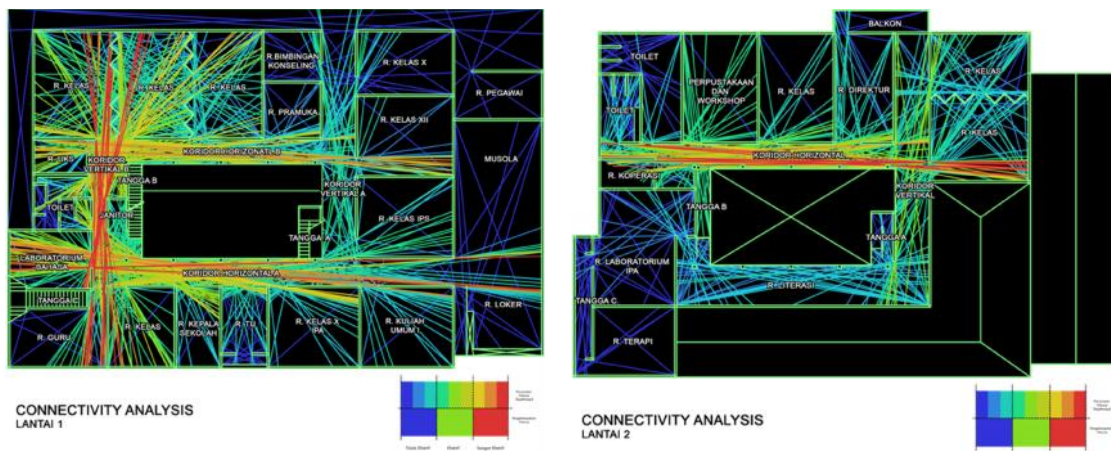 R.BIMBINGAN
KONSELING
R. KELAS X
R. KELAS
R. KELAS
R. KELAS
R. PEGAWAI
R. PRAMUKA
R. KELAS XII
KORIDOR HORIZONATL B
MUSOLA
R. UKS
KORIDOR
VERTIKAL B
TANGGA B
KORIDOR
VERTIKAL A
TOILET
JANITOR
R. KELAS IPS
TANGGA A
LABORATORIUM
BAHASA
KORIDOR HORIZONTAL A
TANGGA C
R. LOKER
R. GURU
R. KELAS
R. KEPALA
SEKOLAH
R. TU
R. KELAS X
IPA
R. KULIAH
UMUM I
CONNECTIVITY ANALYSIS
LANTAI 1
BALKON
TOILET
PERPUSTAKAAN
DAN
WORKSHOP
R. KELAS
R. DIREKTUR
R. KELAS
TOILET
R. KELAS
KORIDOR HORIZONTAL
R. KOPERASI
KORIDOR
VERTIKAL
TANGGA B
TANGGA A
R. LABORATORIUM
IPA
R. LITERASI
TANGGA C
R. TERAPI
CONNECTIVITY ANALYSIS
LANTAI 2